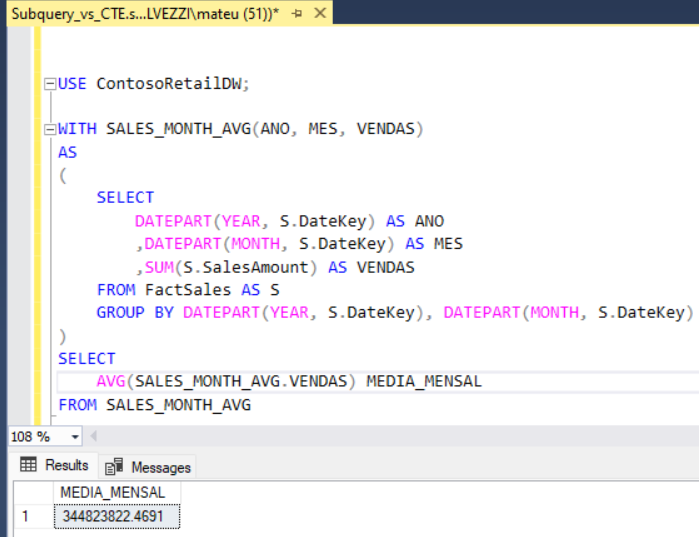 Subquery_vs_CTE.s...LVEZZI\mateu (51))*
USE ContosoRetailDW;
WITH SALES_MONTH_AVG(ANO, MES, VENDAS)
AS
(
SELECT
DATEPART(YEAR, S.DateKey) AS ANO
,DATEPART(MONTH, S.DateKey) AS MES
,SUM(S.SalesAmount) AS VENDAS
FROM FactSales AS S
GROUP BY DATEPART(YEAR, S.DateKey), DATEPART(MONTH, S.DateKey)
)
SELECT
AVG(SALES_MONTH_AVG.VENDAS) MEDIA_MENSAL
FROM SALES_MONTH_AVG
108 %
Results Messages
MEDIA_MENSAL
1 344823822.4691